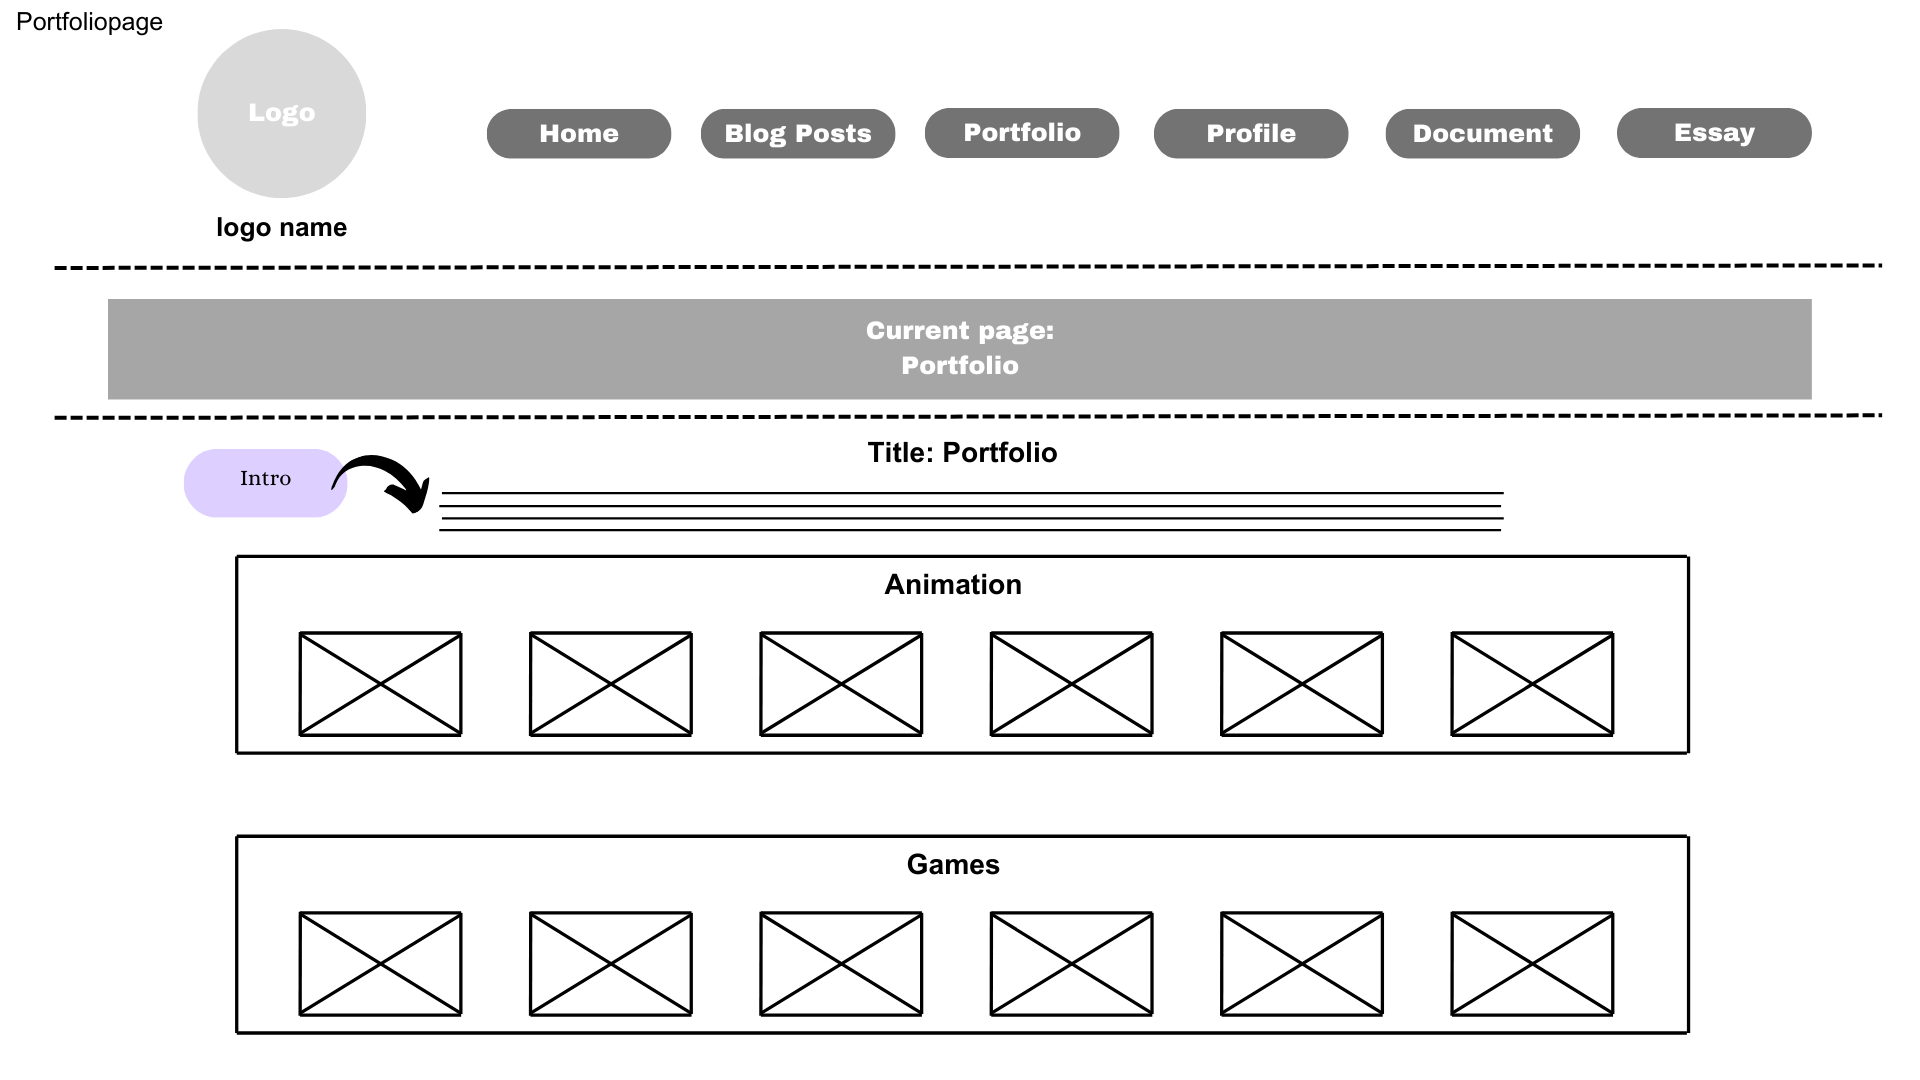 Portfoliopage
Logo
logo name
Home
Blog Posts
Portfolio
Profile
Document
Essay
Current page:
Portfolio
Title: Portfolio
Intro
Animation
Games